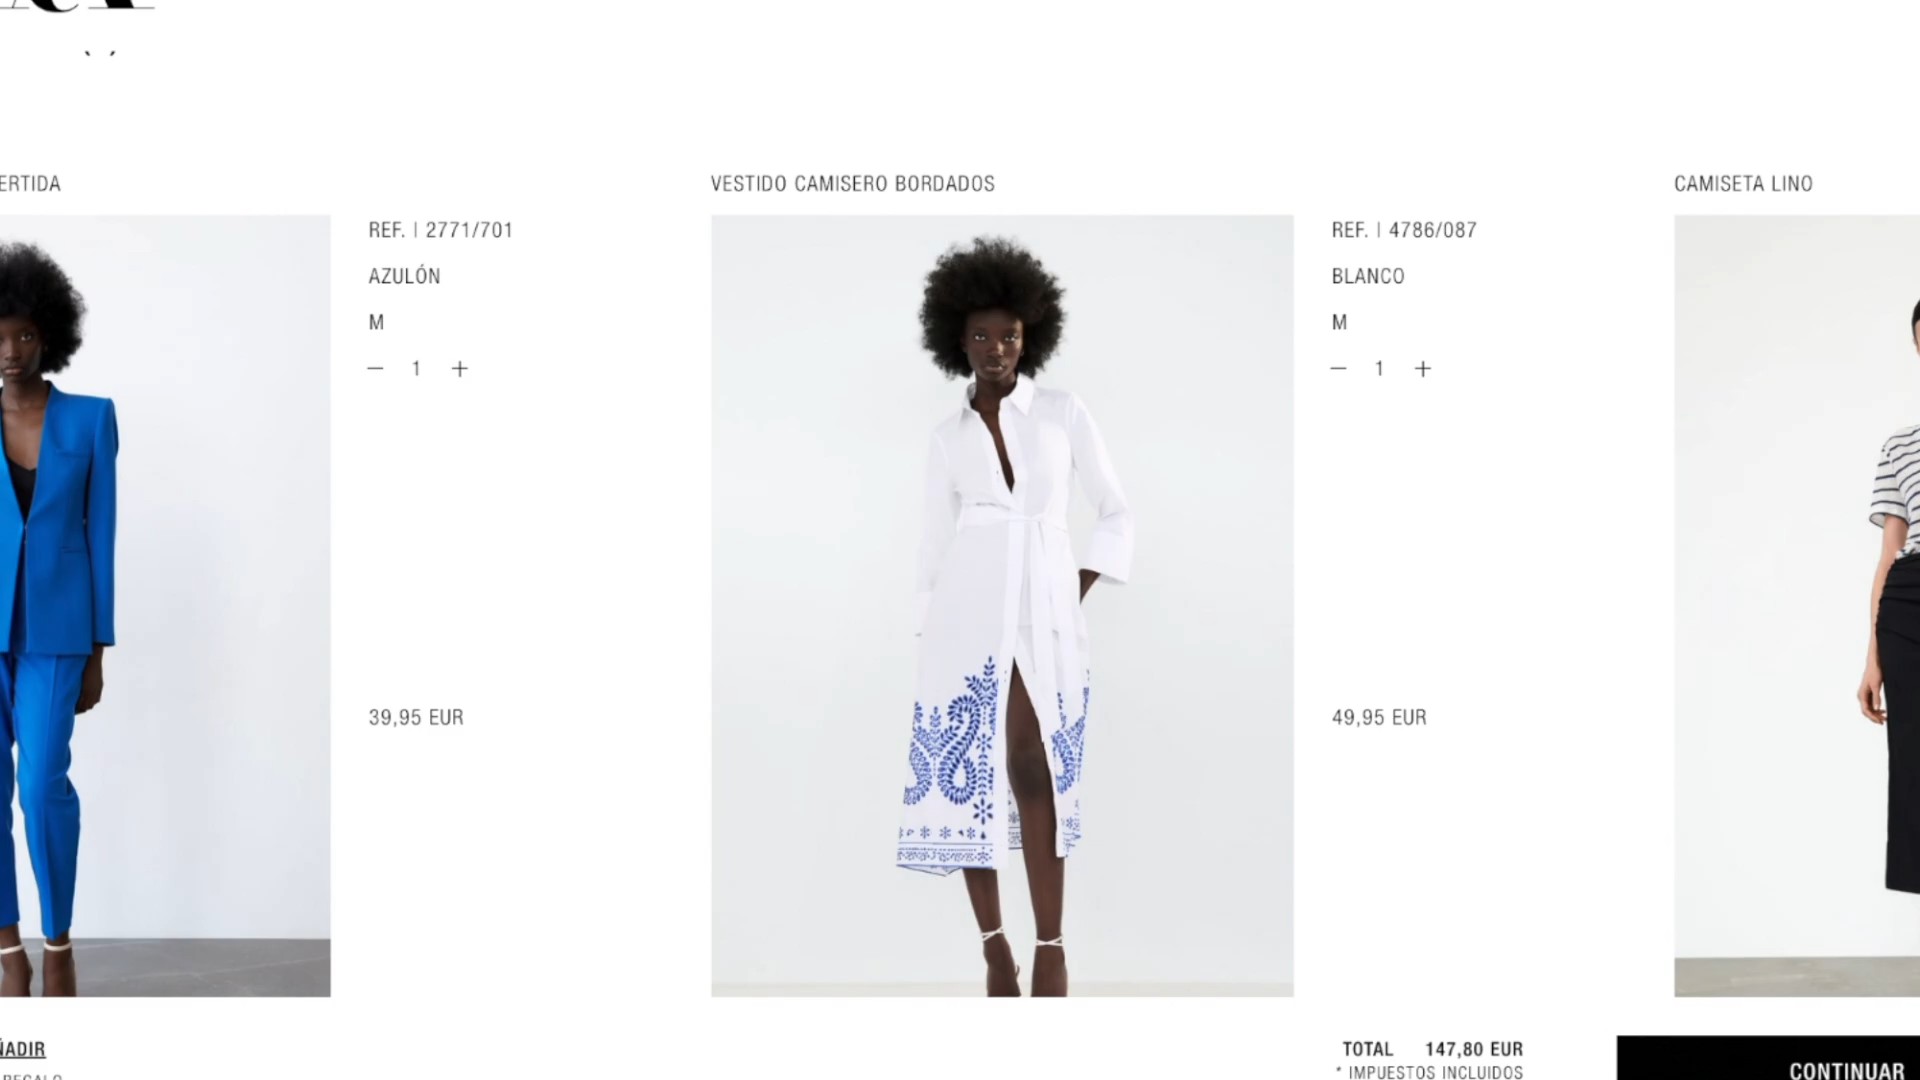 ERTIDA
REF. | 2771/701
AZULÓN
M
— 1 +
39,95 EUR
VESTIDO CAMISERO BORDADOS
REF. | 4786/087
BLANCO
M
— 1 +
49,95 EUR
CAMISETA LINO
ÑADIR
REGALO
TOTAL 147,80 EUR
* IMPUESTOS INCLUIDOS
CONTINUAR